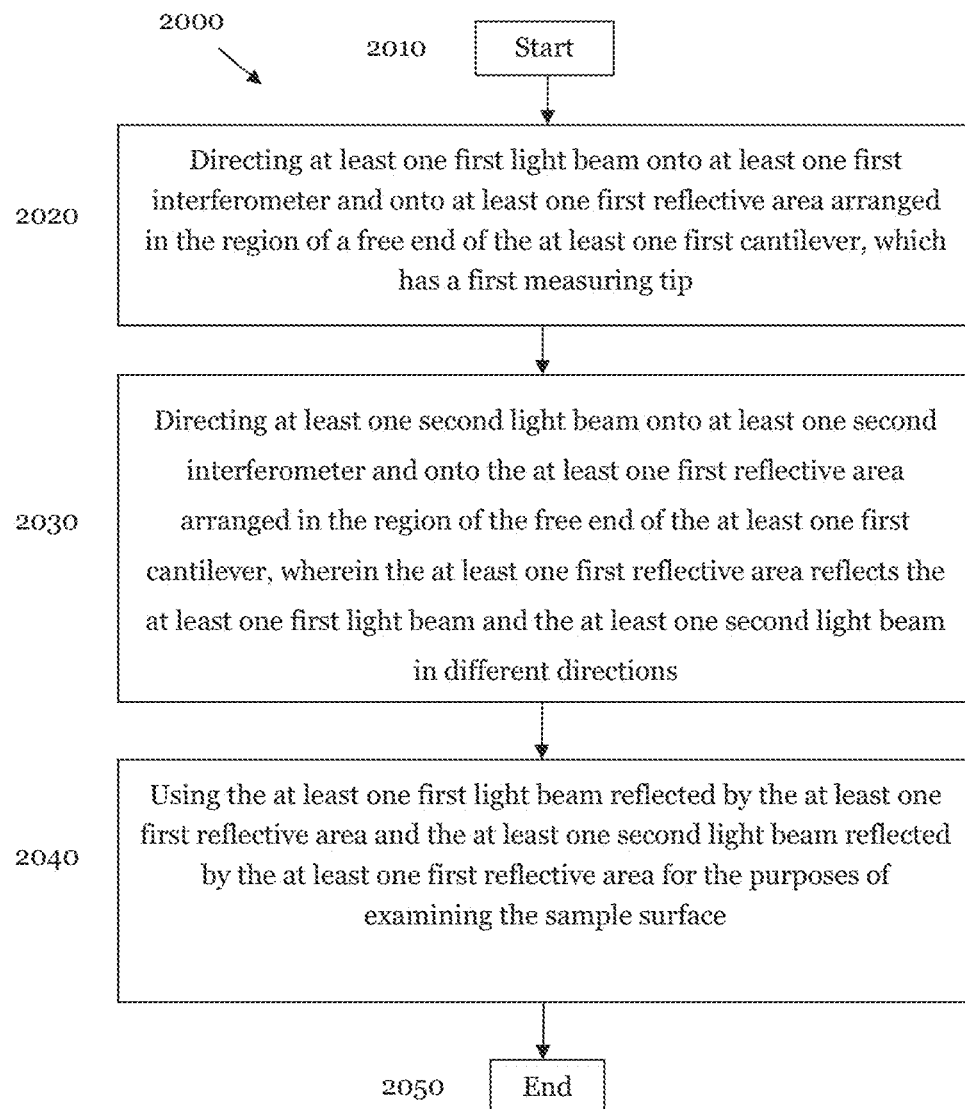 2000
2010 Start
Directing at least one first light beam onto at least one first
interferometer and onto at least one first reflective area arranged
2020
in the region of a free end of the at least one first cantilever, which
has a first measuring tip
Directing at least one second light beam onto at least one second
interferometer and onto the at least one first reflective area
2030
arranged in the region of the free end of the at least one first
cantilever, wherein the at least one first reflective area reflects the
at least one first light beam and the at least one second light beam
in different directions
Using the at least one first light beam reflected by the at least one
first reflective area and the at least one second light beam reflected
2040
by the at least one first reflective area for the purposes of
examining the sample surface
2050 End